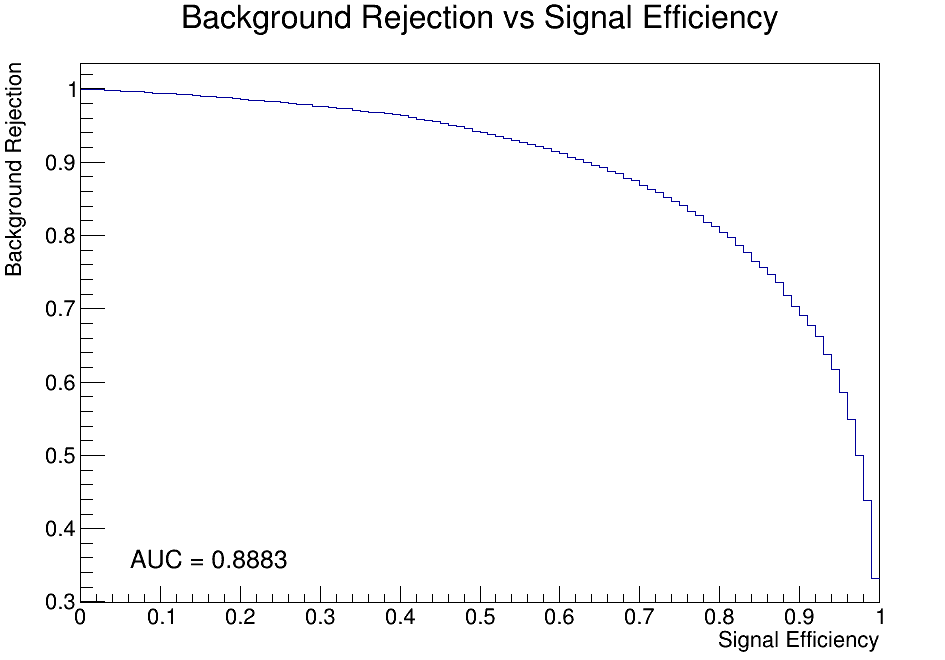 Background Rejection vs Signal Efficiency
Background Rejection
1
0.9
0.8
0.7
0.6
0.5
0.4
0.3
AUC = 0.8883
0 0.1 0.2 0.3 0.4 0.5 0.6 0.7 0.8 0.9 1
Signal Efficiency